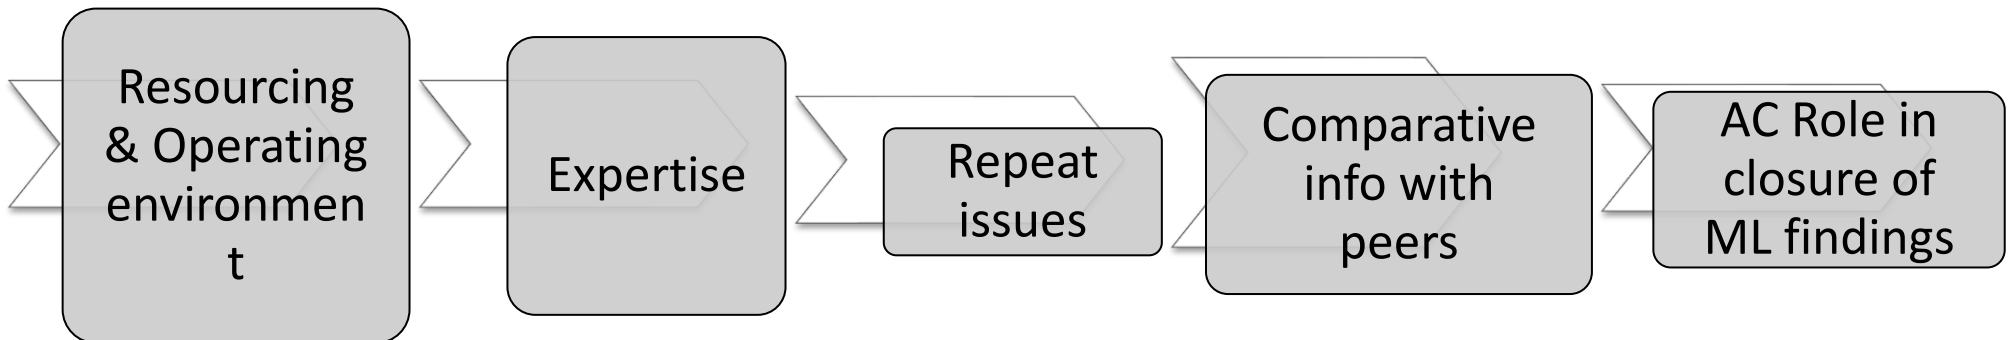 Resourcing
& Operating
environmen
t
Expertise
Repeat
issues
Comparative
info with
peers
AC Role in
closure of
ML findings